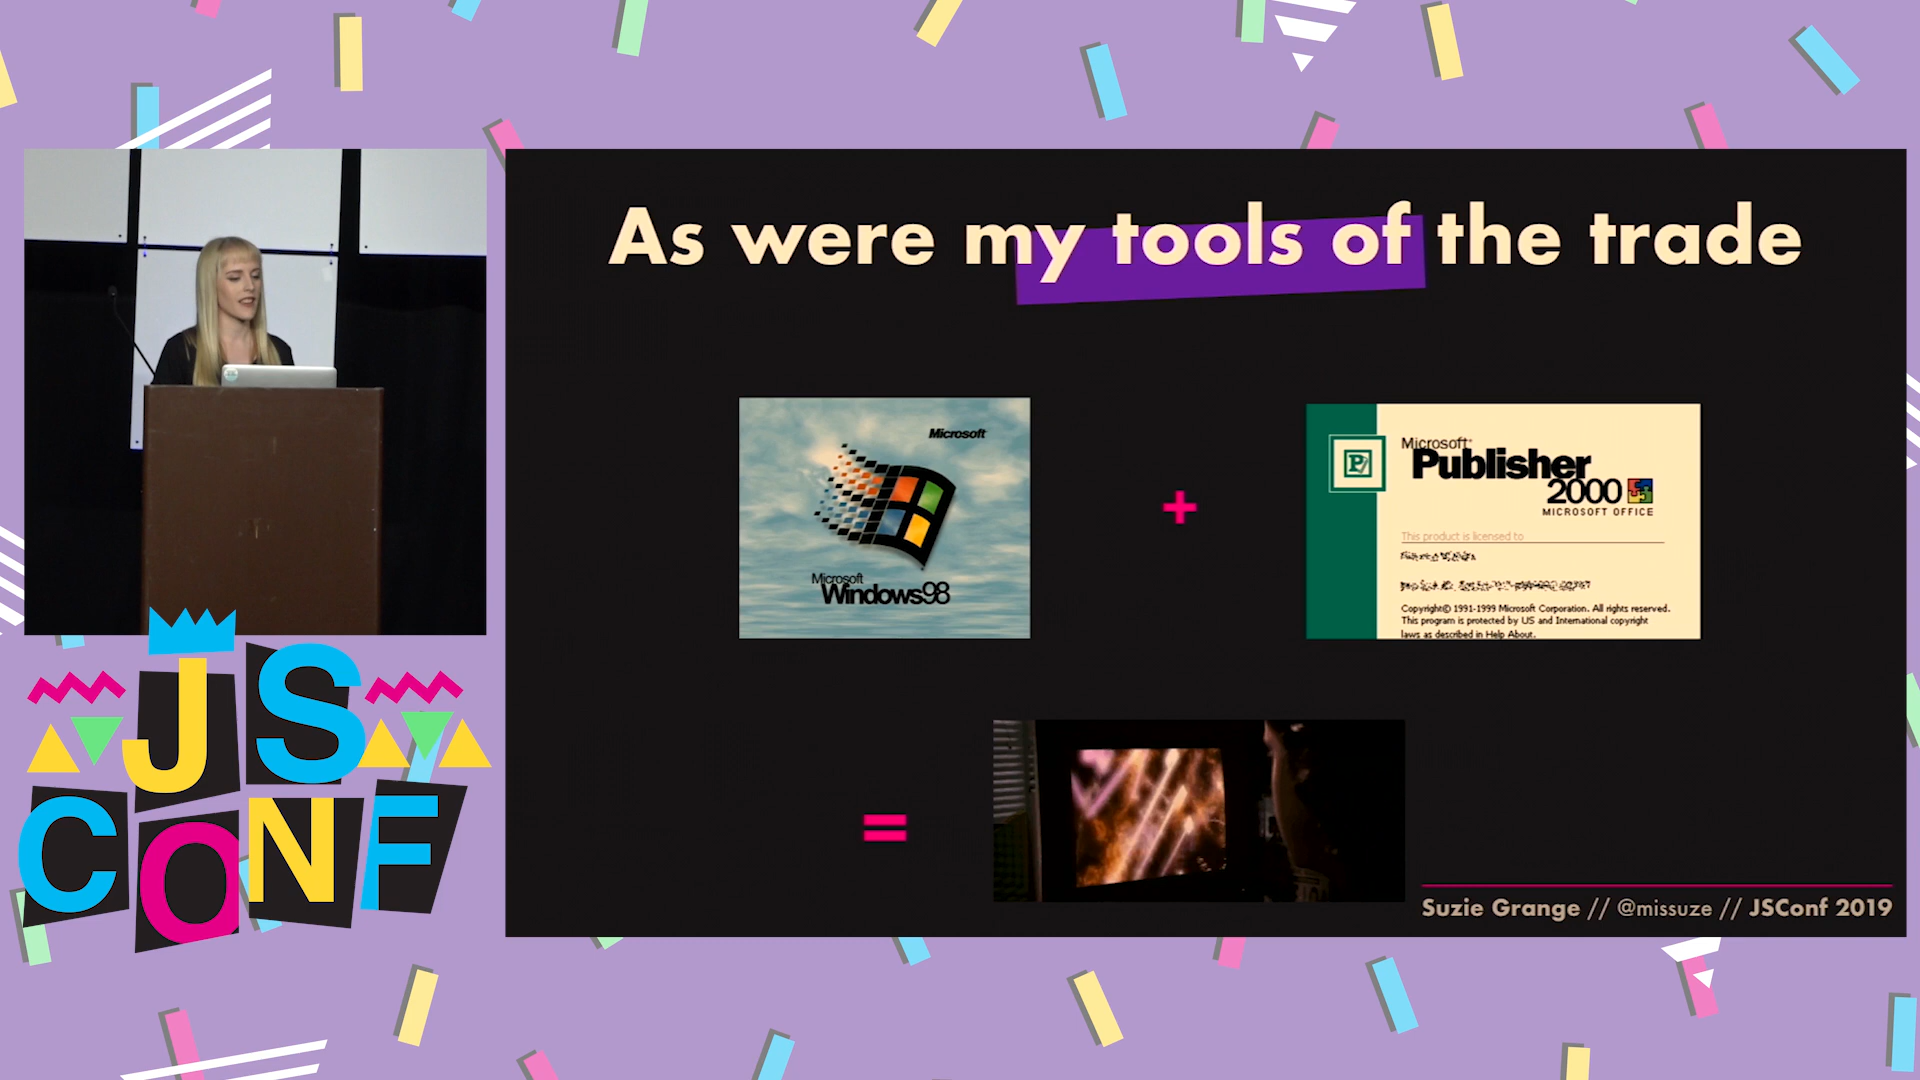 As were my tools of the trade
Microsoft
Microsoft
Windows98
Microsoft
Publisher
2000
MICROSOFT OFFICE
This product is licensed to
Copyright© 1991-1999 Microsoft Corporation. All rights reserved.
This program is protected by US and International copyright
laws as described in Help About.
Suzie Grange // @missuze // JSConf 2019
JS
CONF